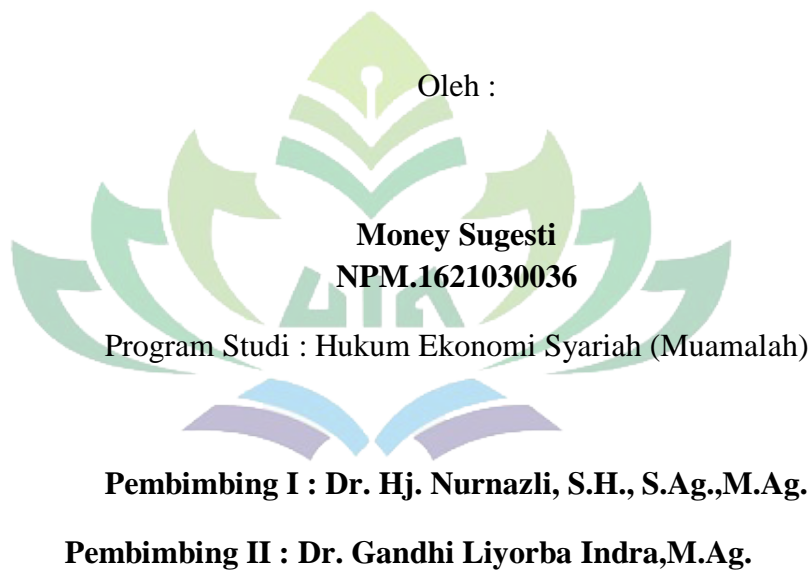 Oleh :
Money Sugesti
NPM.1621030036
UIN
Program Studi : Hukum Ekonomi Syariah (Muamalah)
Pembimbing I : Dr. Hj. Nurnazli, S.H., S.Ag.,M.Ag.
Pembimbing II : Dr. Gandhi Liyorba Indra,M.Ag.